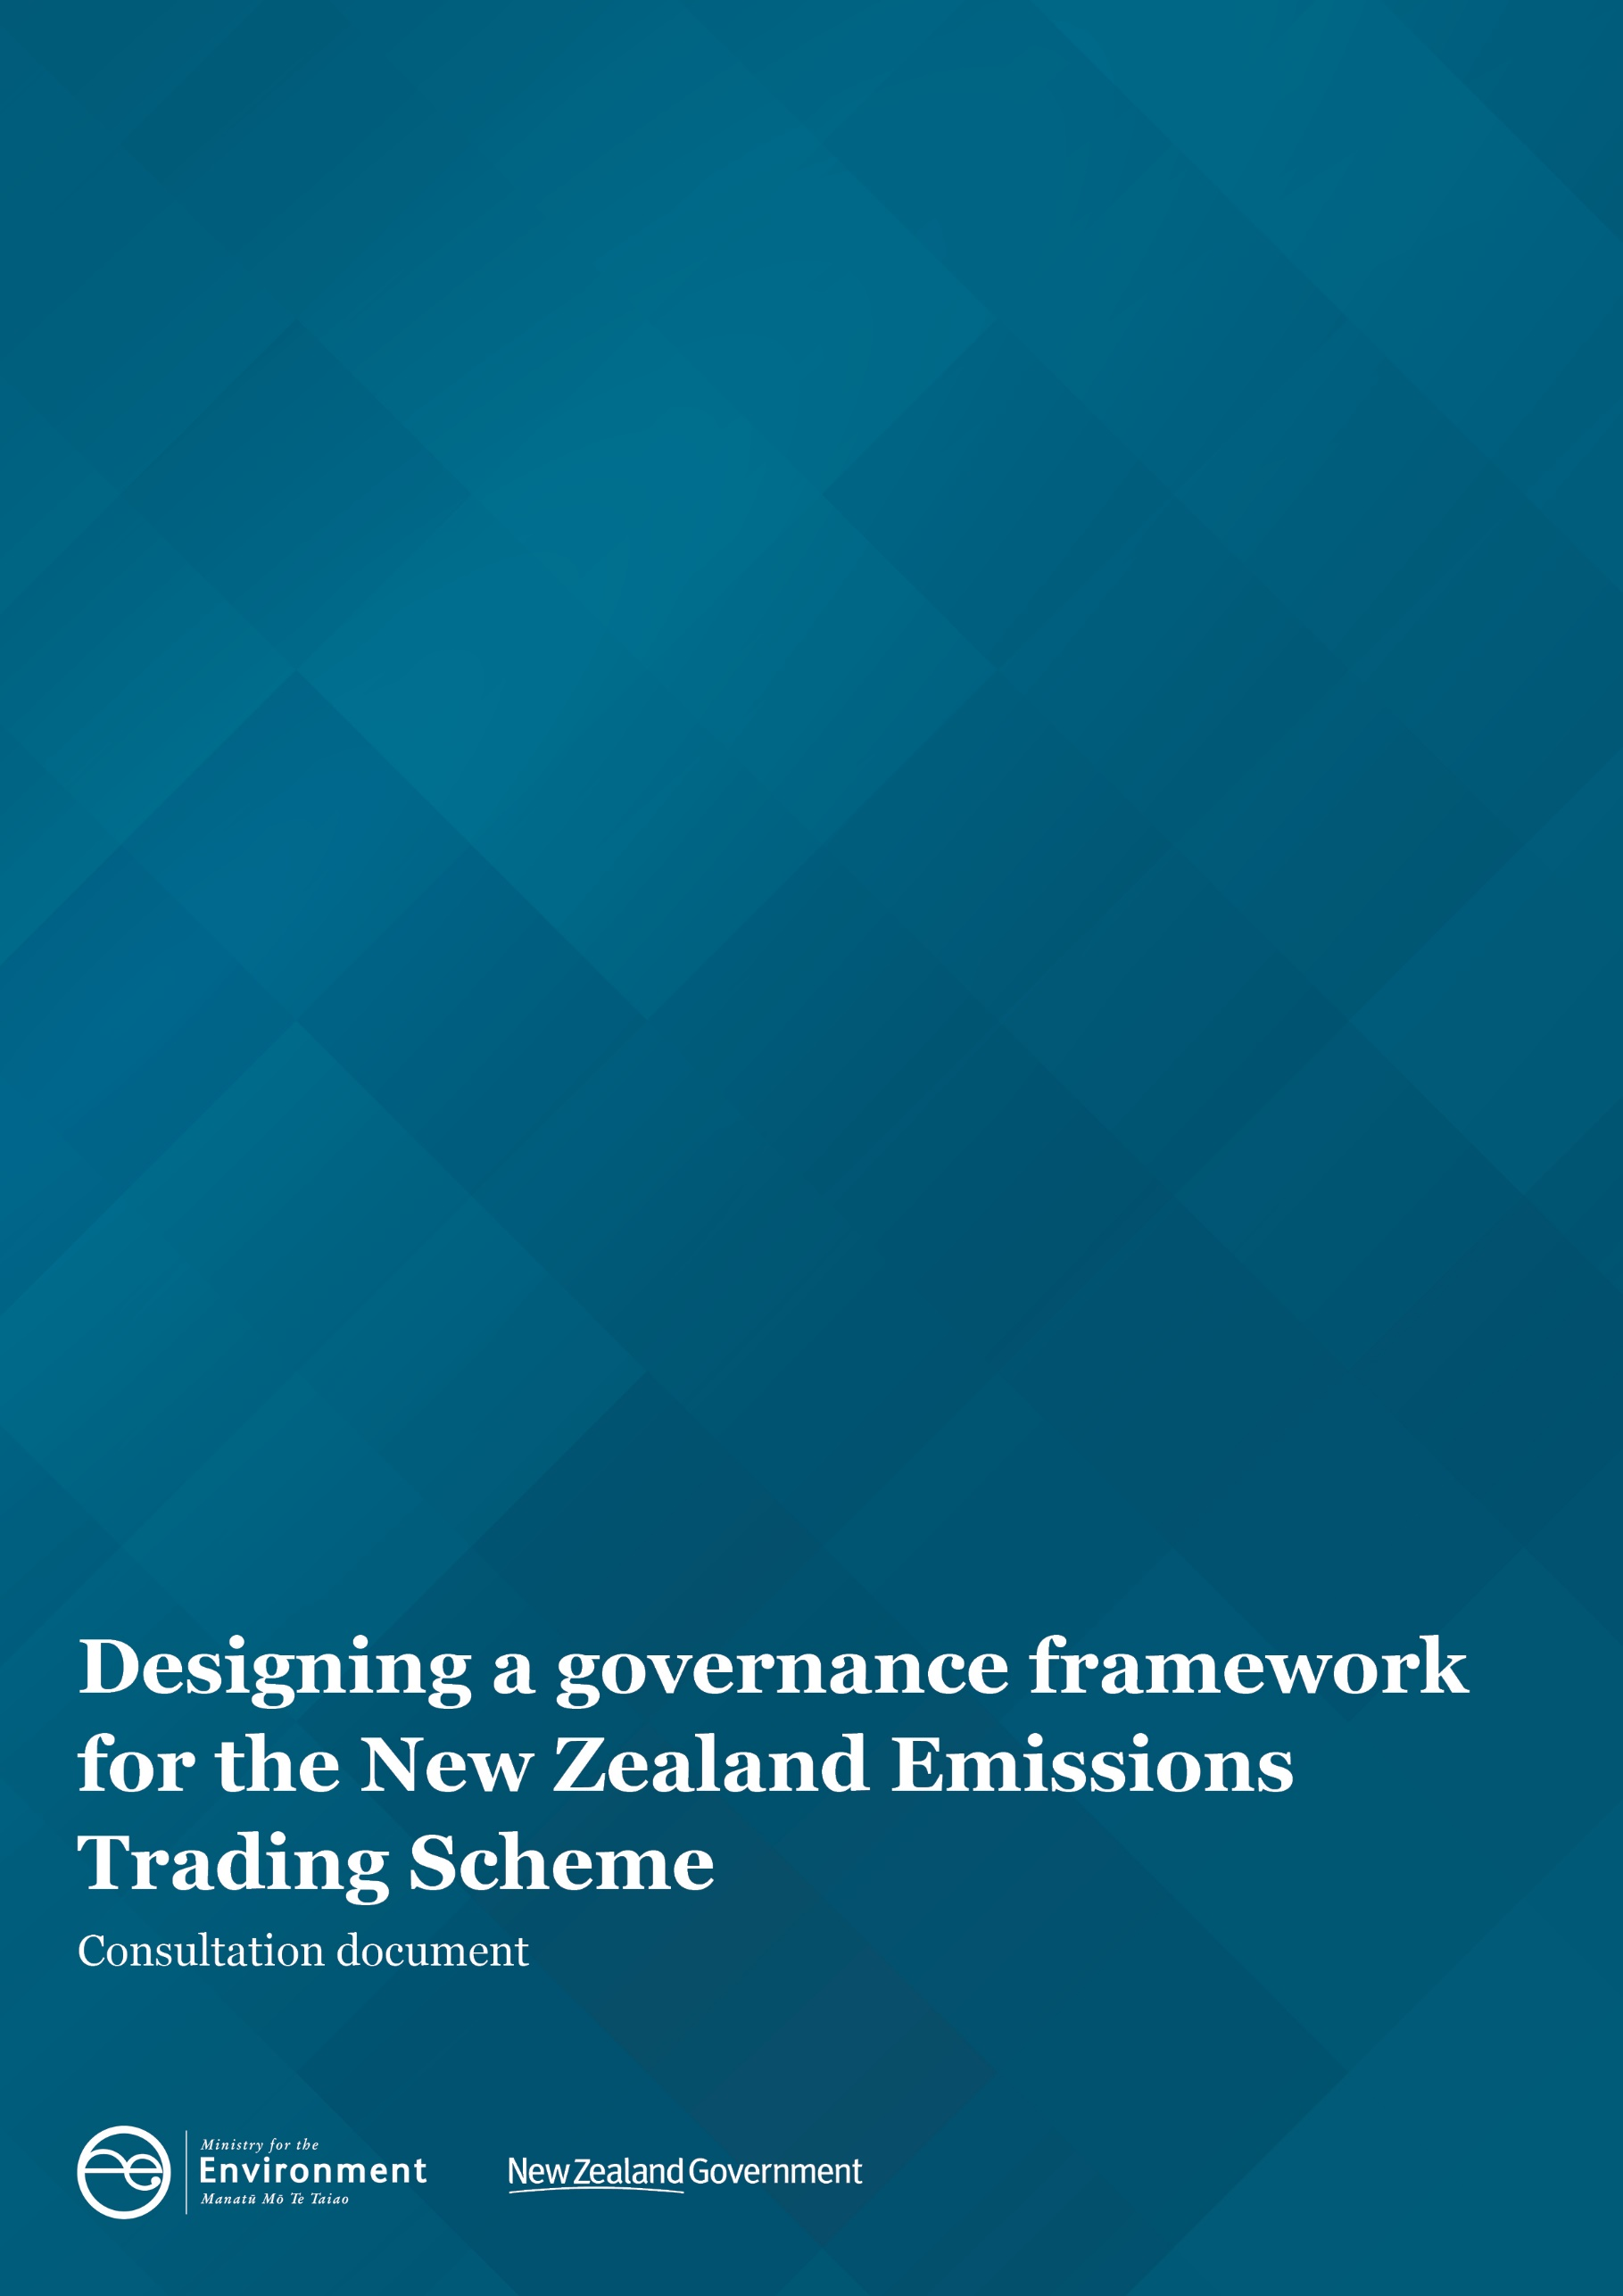 Designing a governance framework
for the New Zealand Emissions
Trading Scheme
Consultation document
Ministry for the
Environment
Manatū Mō Te Taiao
New Zealand Government